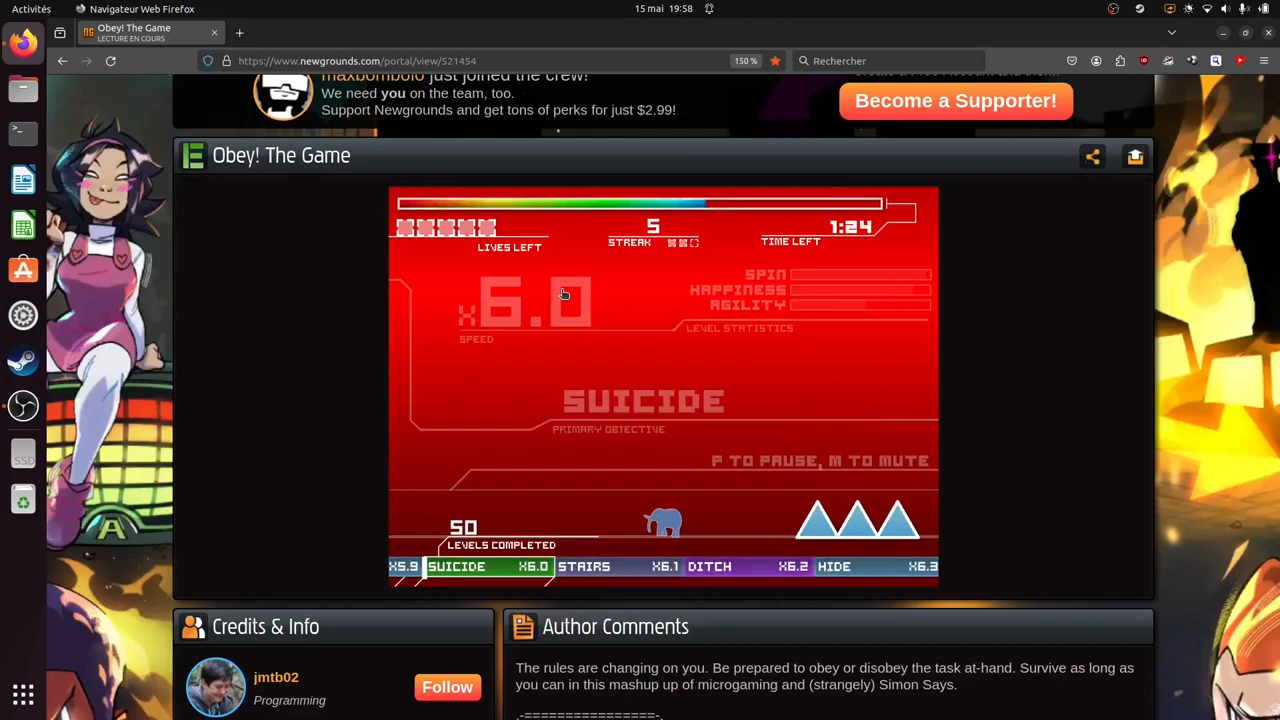 Activités
Navigateur Web Firefox
15 mai 19:58
Obey! The Game
LECTURE EN COURS
https://www.newgrounds.com/portal/view/521454
150 %
Rechercher
maxbombolo just joined the crew!
We need you on the team, too.
Support Newgrounds and get tons of perks for just $2.99!
Become a Supporter!
E
Obey! The Game
5
1:24
LIVES LEFT
STREAK
TIME LEFT
SPIN
HAPPINESS
AGILITY
LEVEL STATISTICS
x6.0
SPEED
SUICIDE
PRIMARY OBJECTIVE
P TO PAUSE, M TO MUTE
50
LEVELS COMPLETED
X5.9 SUICIDE X6.0 STAIRS X6.1 DITCH X6.2 HIDE X6.3
SSD
A
Credits & Info
Author Comments
jmtb02
Programming
Follow
The rules are changing on you. Be prepared to obey or disobey the task at-hand. Survive as long as
you can in this mashup of microgaming and (strangely) Simon Says.